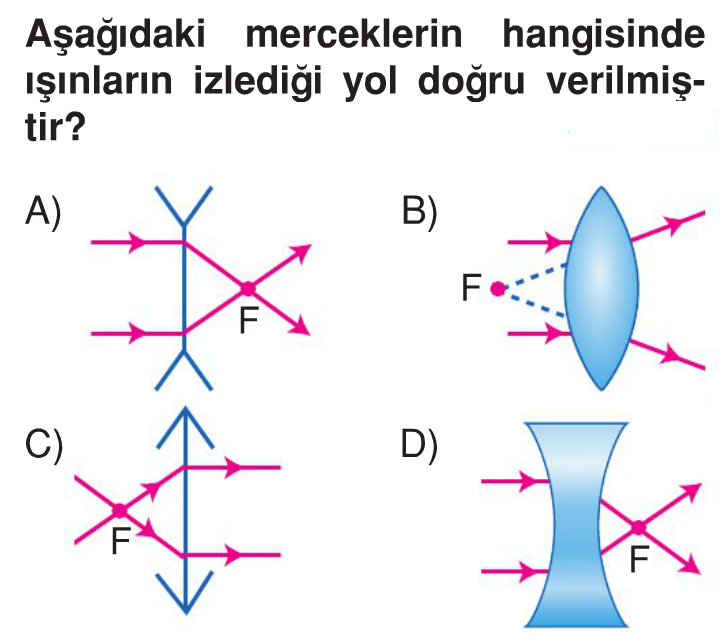 Aşağıdaki merceklerin hangisinde
ışınların izlediği yol doğru verilmiş-
tir?
A)
F
B)
F
C)
F
D)
F